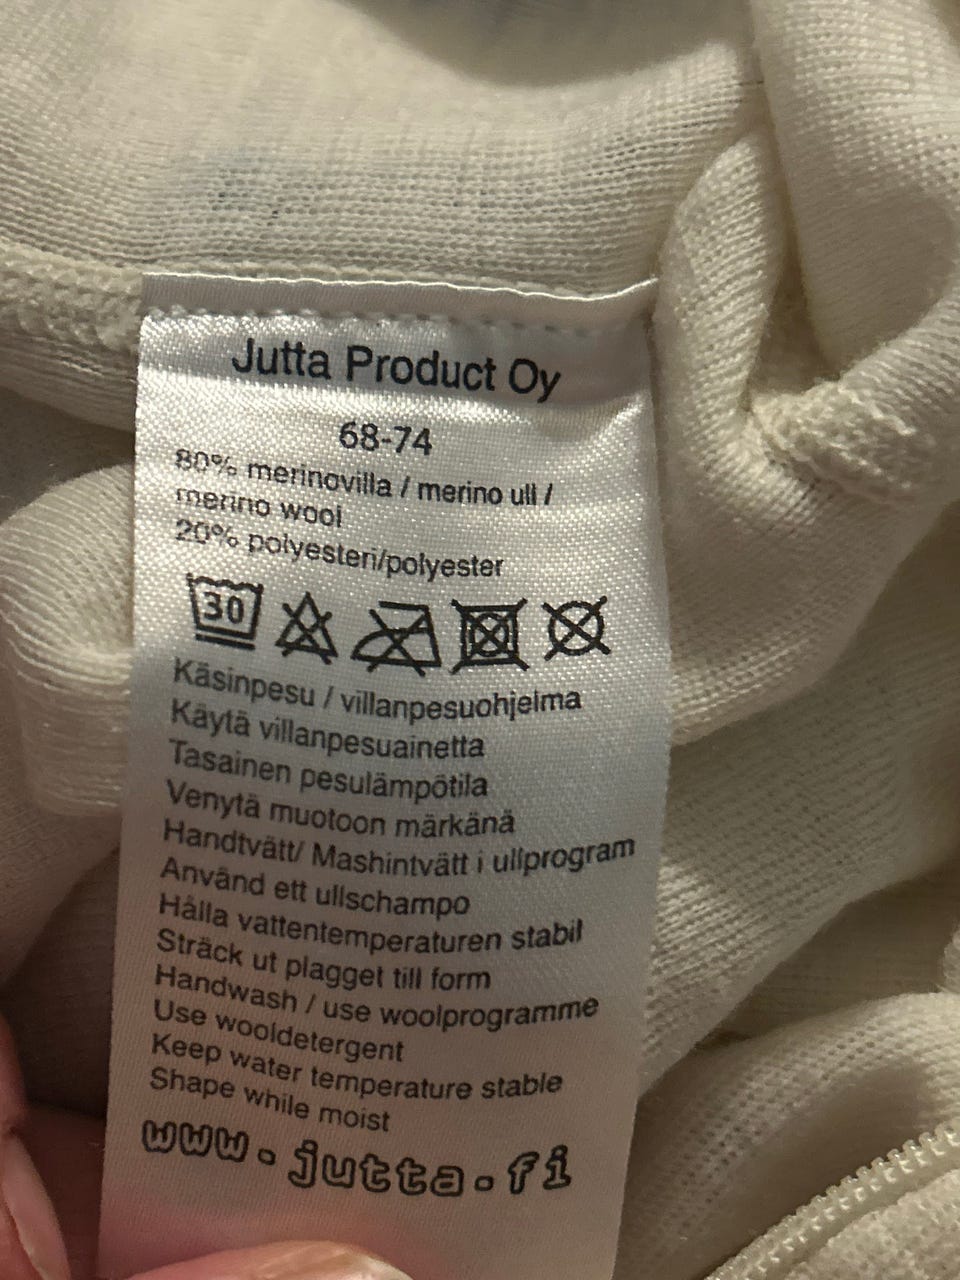 Jutta Product Oy
68-74
80% merinovilla / merino ull /
merino wool
20% polyesteri/polyester
30
Käsinpesu / villanpesuohjelma
Käytä villanpesuainetta
Tasainen pesulämpötila
Venytä muotoon märkänä
Handtvätt/ Mashintvätt i ullprogram
Använd ett ullschampo
Hålla vattentemperaturen stabil
Sträck ut plagget till form
Handwash / use woolprogramme
Use wooldetergent
Keep water temperature stable
Shape while moist
www.jutta.fi